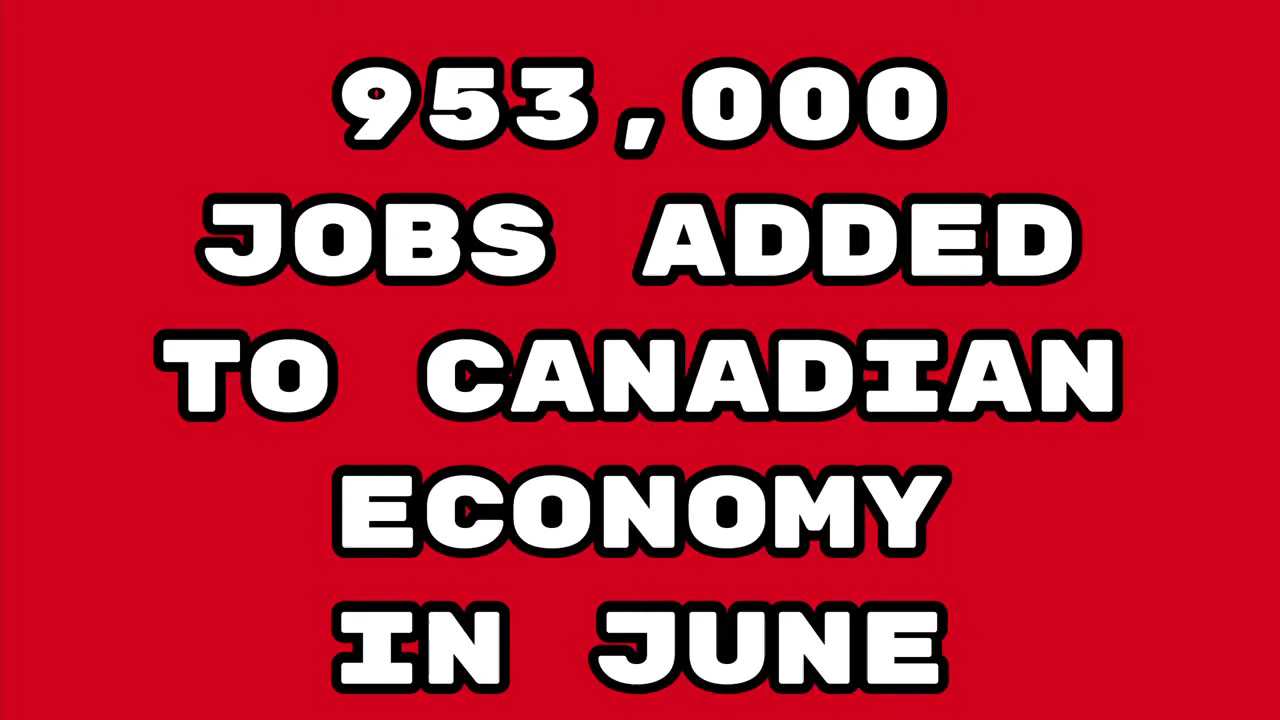 953,000
JOBS ADDED
TO CANADIAN
ECONOMY
IN JUNE